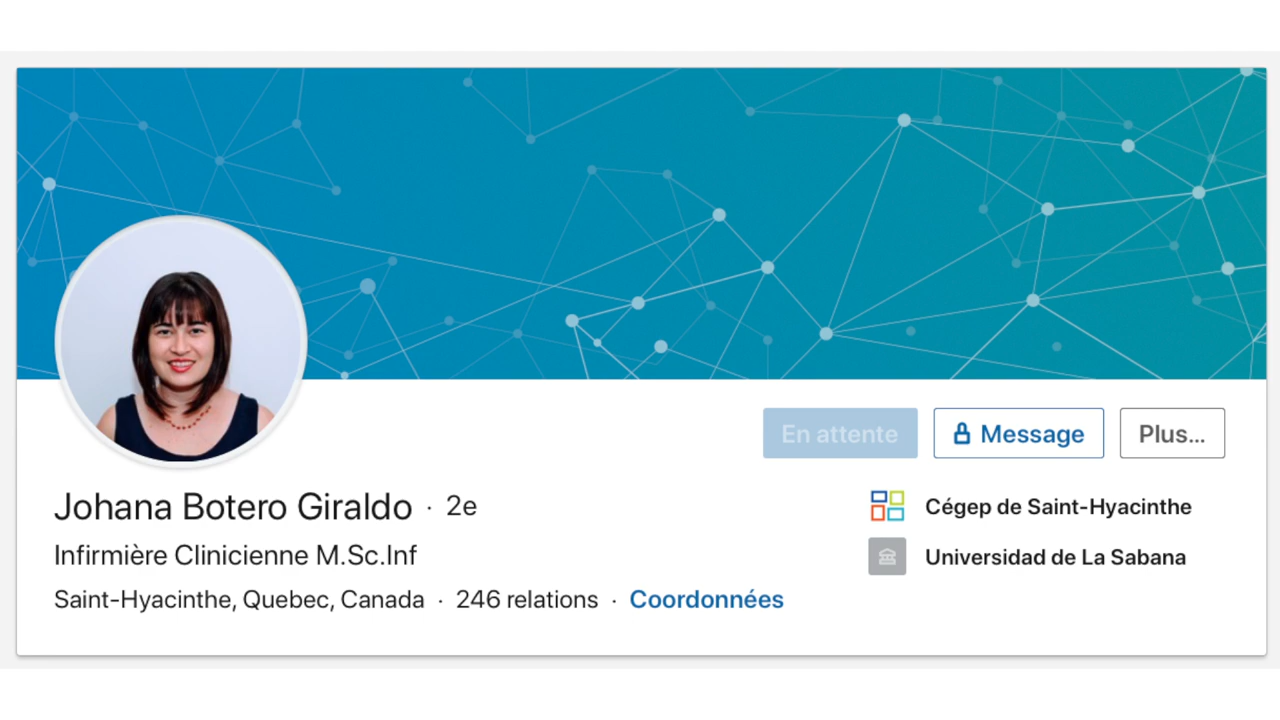 En attente Message Plus...
Johana Botero Giraldo · 2e
Infirmière Clinicienne M.Sc.Inf
Saint-Hyacinthe, Quebec, Canada · 246 relations · Coordonnées
Cégep de Saint-Hyacinthe
Universidad de La Sabana